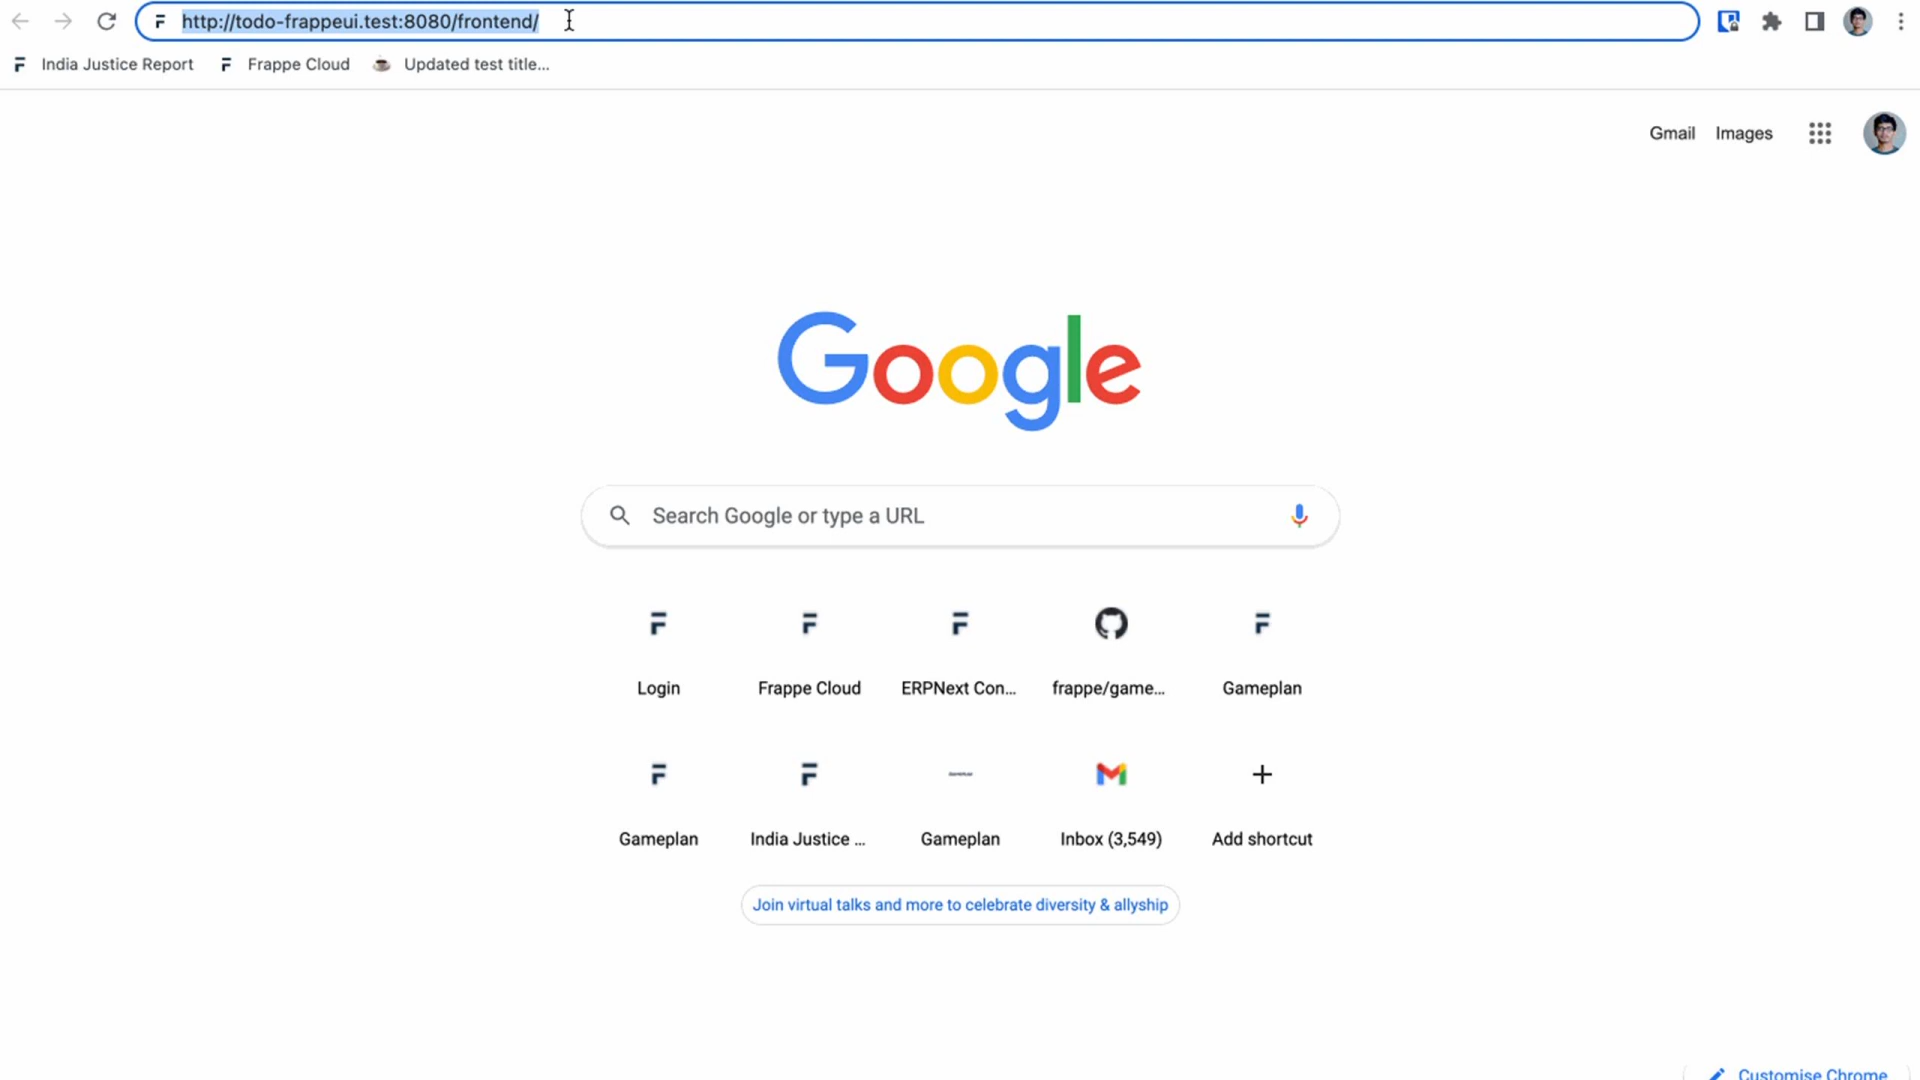 http://todo-frappeui.test:8080/frontend/
India Justice Report Frappe Cloud Updated test title...
Gmail Images
Google
Search Google or type a URL
Login Frappe Cloud ERPNext Con... frappe/game... Gameplan
Gameplan India Justice ... Gameplan Inbox (3,549) Add shortcut
Join virtual talks and more to celebrate diversity & allyship
Customise Chrome